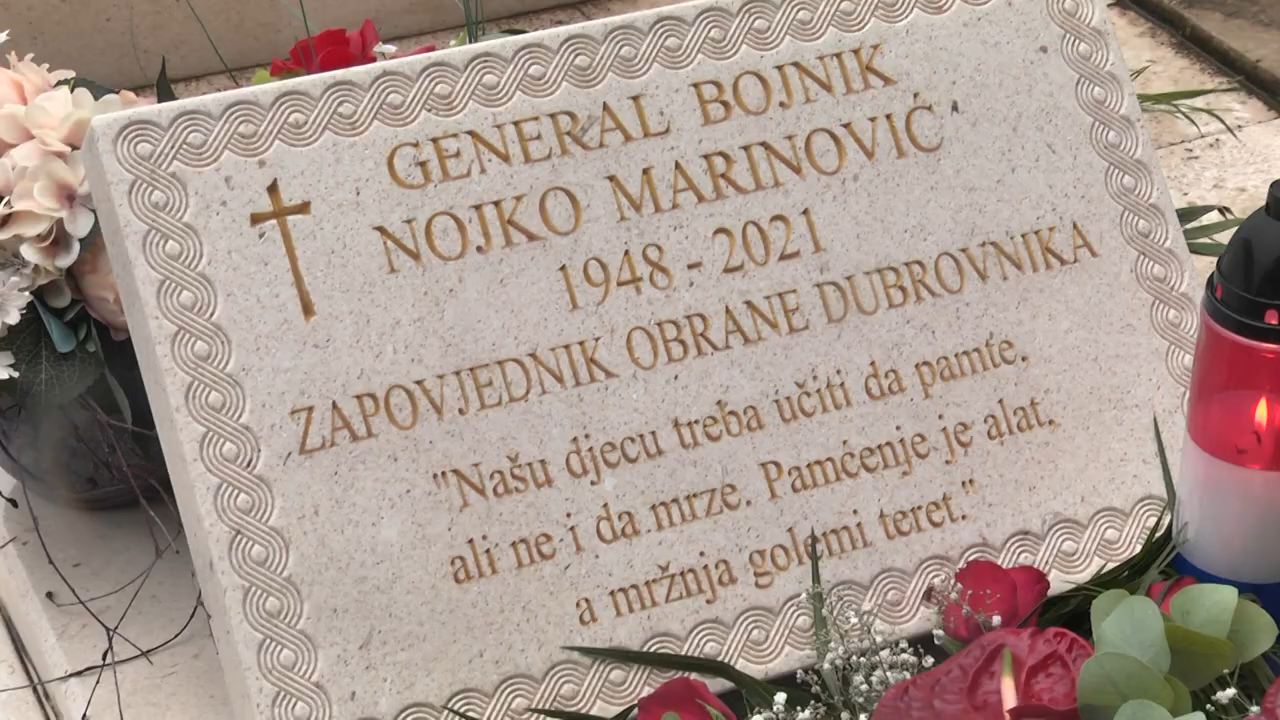 GENERAL BOJNIK
NOJKO MARINOVIĆ
1948 - 2021
ZAPOVJEDNIK OBRANE DUBROVNIKA
"Našu djecu treba učiti da pamte,
ali ne i da mrze. Pamćenje je alat,
a mržnja golemi teret."